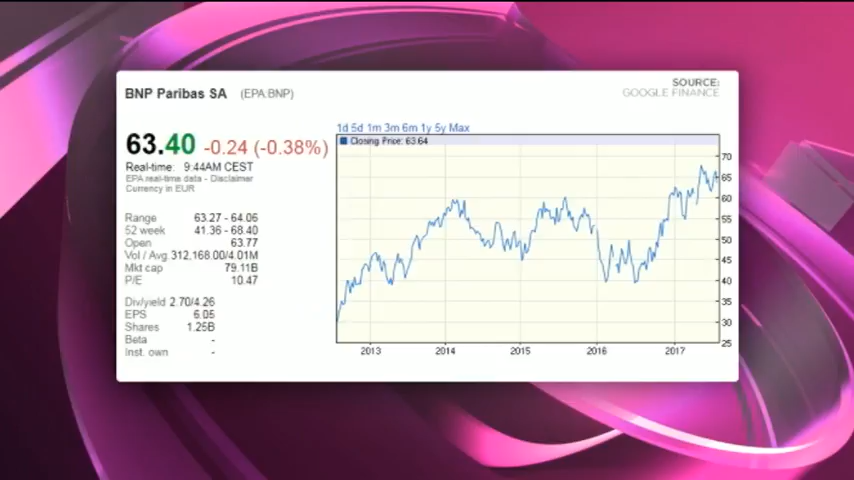 BNP Paribas SA (EPA:BNP)
SOURCE:
GOOGLE FINANCE
63.40 -0.24 (-0.38%)
Real-time: 9:44AM CEST
EPA real-time data - Disclaimer
Currency in EUR
Range 63.27 - 64.06
52 week 41.36 - 68.40
Open 63.77
Vol / Avg. 312,168.00/4.01M
Mkt cap 79.11B
P/E 10.47
Div/yield 2.70/4.26
EPS 6.05
Shares 1.25B
Beta -
Inst. own -
1d 5d 1m 3m 6m 1y 5y Max
Closing Price: 63.64
70
65
60
55
50
45
40
35
30
25
2013 2014 2015 2016 2017